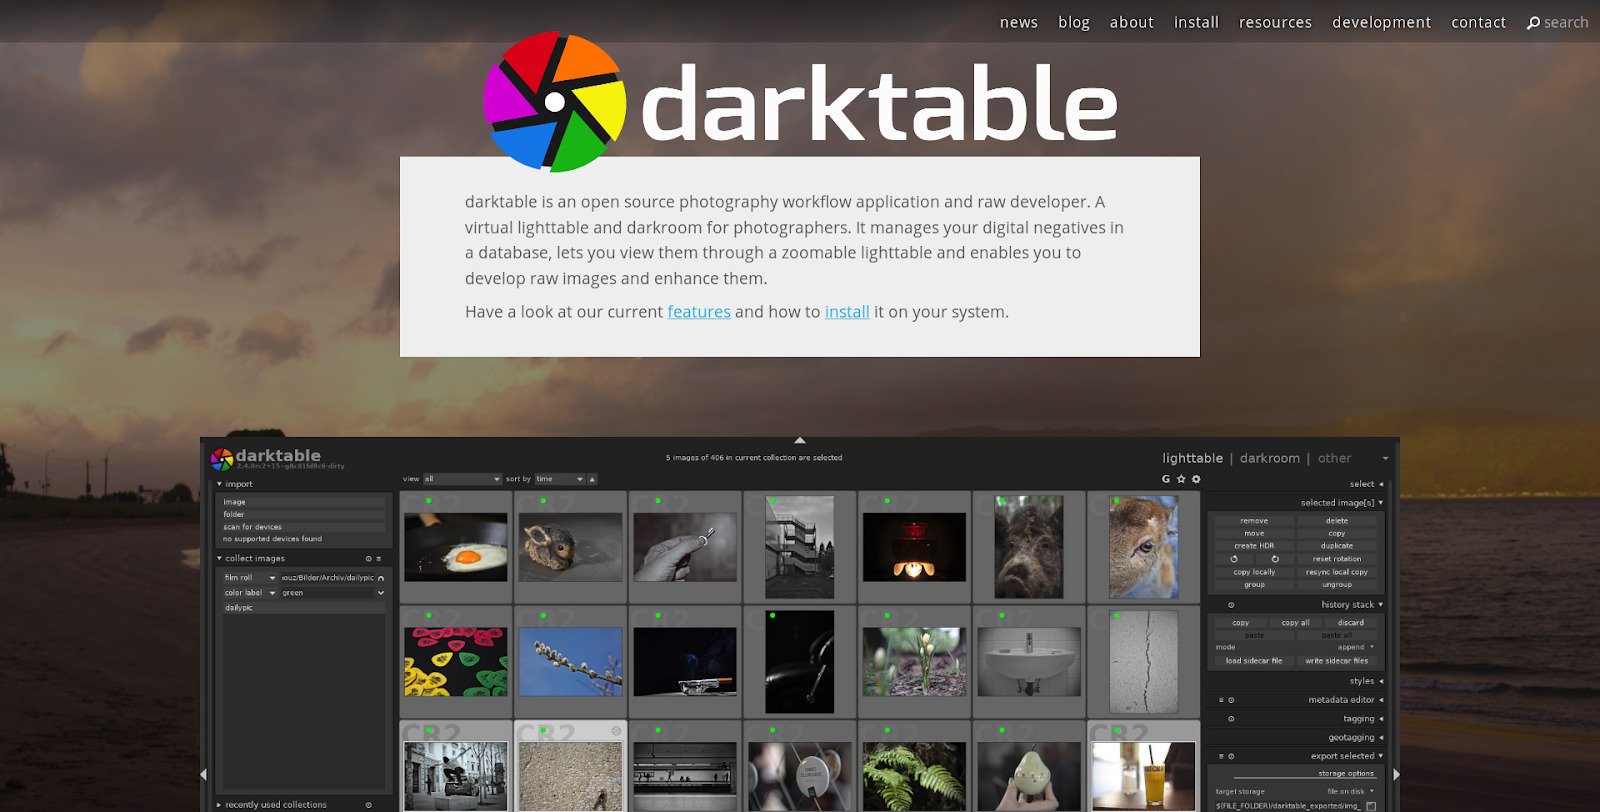 news blog about install resources development contact search
darktable
darktable is an open source photography workflow application and raw developer. A
virtual lighttable and darkroom for photographers. It manages your digital negatives in
a database, lets you view them through a zoomable lighttable and enables you to
develop raw images and enhance them.
Have a look at our current features and how to install it on your system.
darktable
5 images of 406 in current collection are selected
lighttable | darkroom | other
view all sort by time
G
import
image
folder
scan for devices
no supported devices found
collect images
film roll ouz/Bilder/Archiv/dailypic
color label green
dailypic
recently used collections
CR2
CR2
CR2
CR2
select
selected image[s]
remove delete
move copy
create HDR duplicate
reset rotation
copy locally resync local copy
group ungroup
history stack
copy copy all discard
paste paste all
mode append
load sidecar file write sidecar files
styles
metadata editor
tagging
geotagging
export selected
storage options
target storage file on disk
$(FILE_FOLDER)/darktable_exported/img_